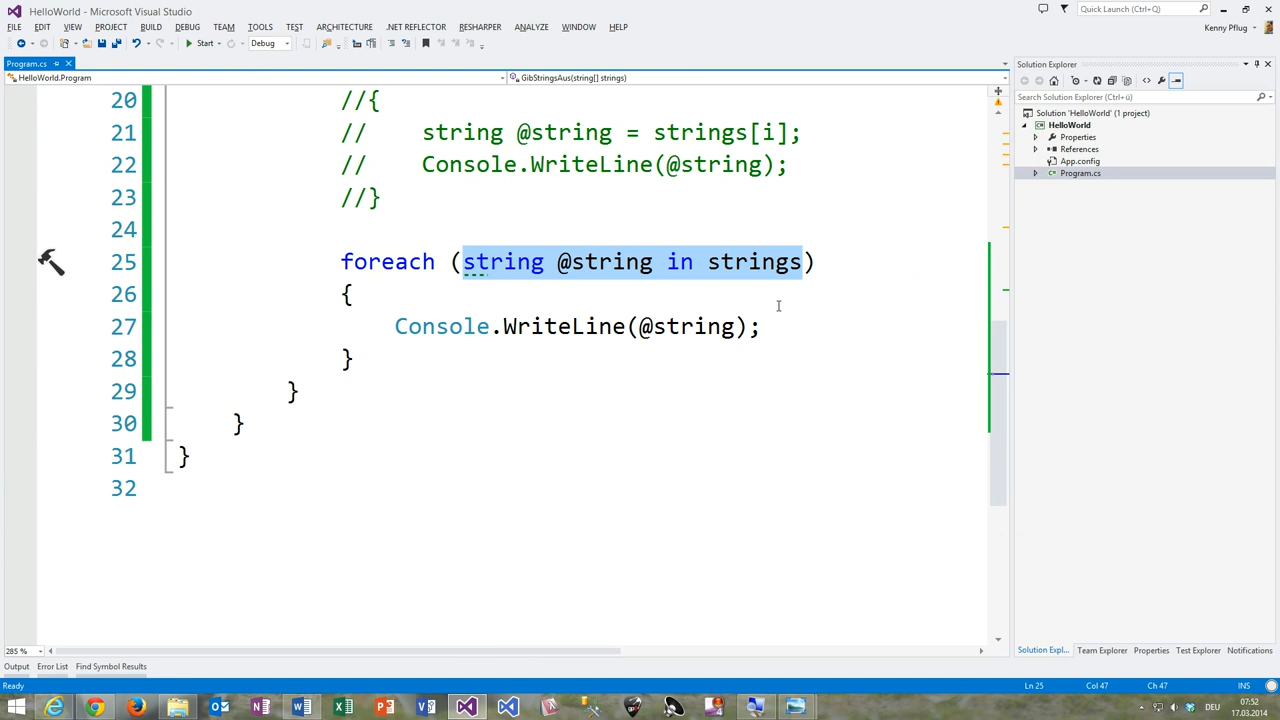 HelloWorld - Microsoft Visual Studio
Quick Launch (Ctrl+Q)
FILE EDIT VIEW PROJECT BUILD DEBUG TEAM TOOLS TEST ARCHITECTURE .NET REFLECTOR RESHARPER ANALYZE WINDOW HELP
Kenny Pflug
Start Debug
Program.cs
HelloWorld.Program
GibStringsAus(string[] strings)
20 //{
21 //    string @string = strings[i];
22 //    Console.WriteLine(@string);
23 //}
24
25 foreach (string @string in strings)
26 {
27 Console.WriteLine(@string);
28 }
29 }
30 }
31 }
32
285 %
Solution Explorer
Search Solution Explorer (Ctrl+ü)
Solution 'HelloWorld' (1 project)
HelloWorld
Properties
References
App.config
Program.cs
Solution Expl... Team Explorer Properties Test Explorer Notifications
Output Error List Find Symbol Results
Ready
Ln 25 Col 47 Ch 47 INS
DEU
07:52
17.03.2014